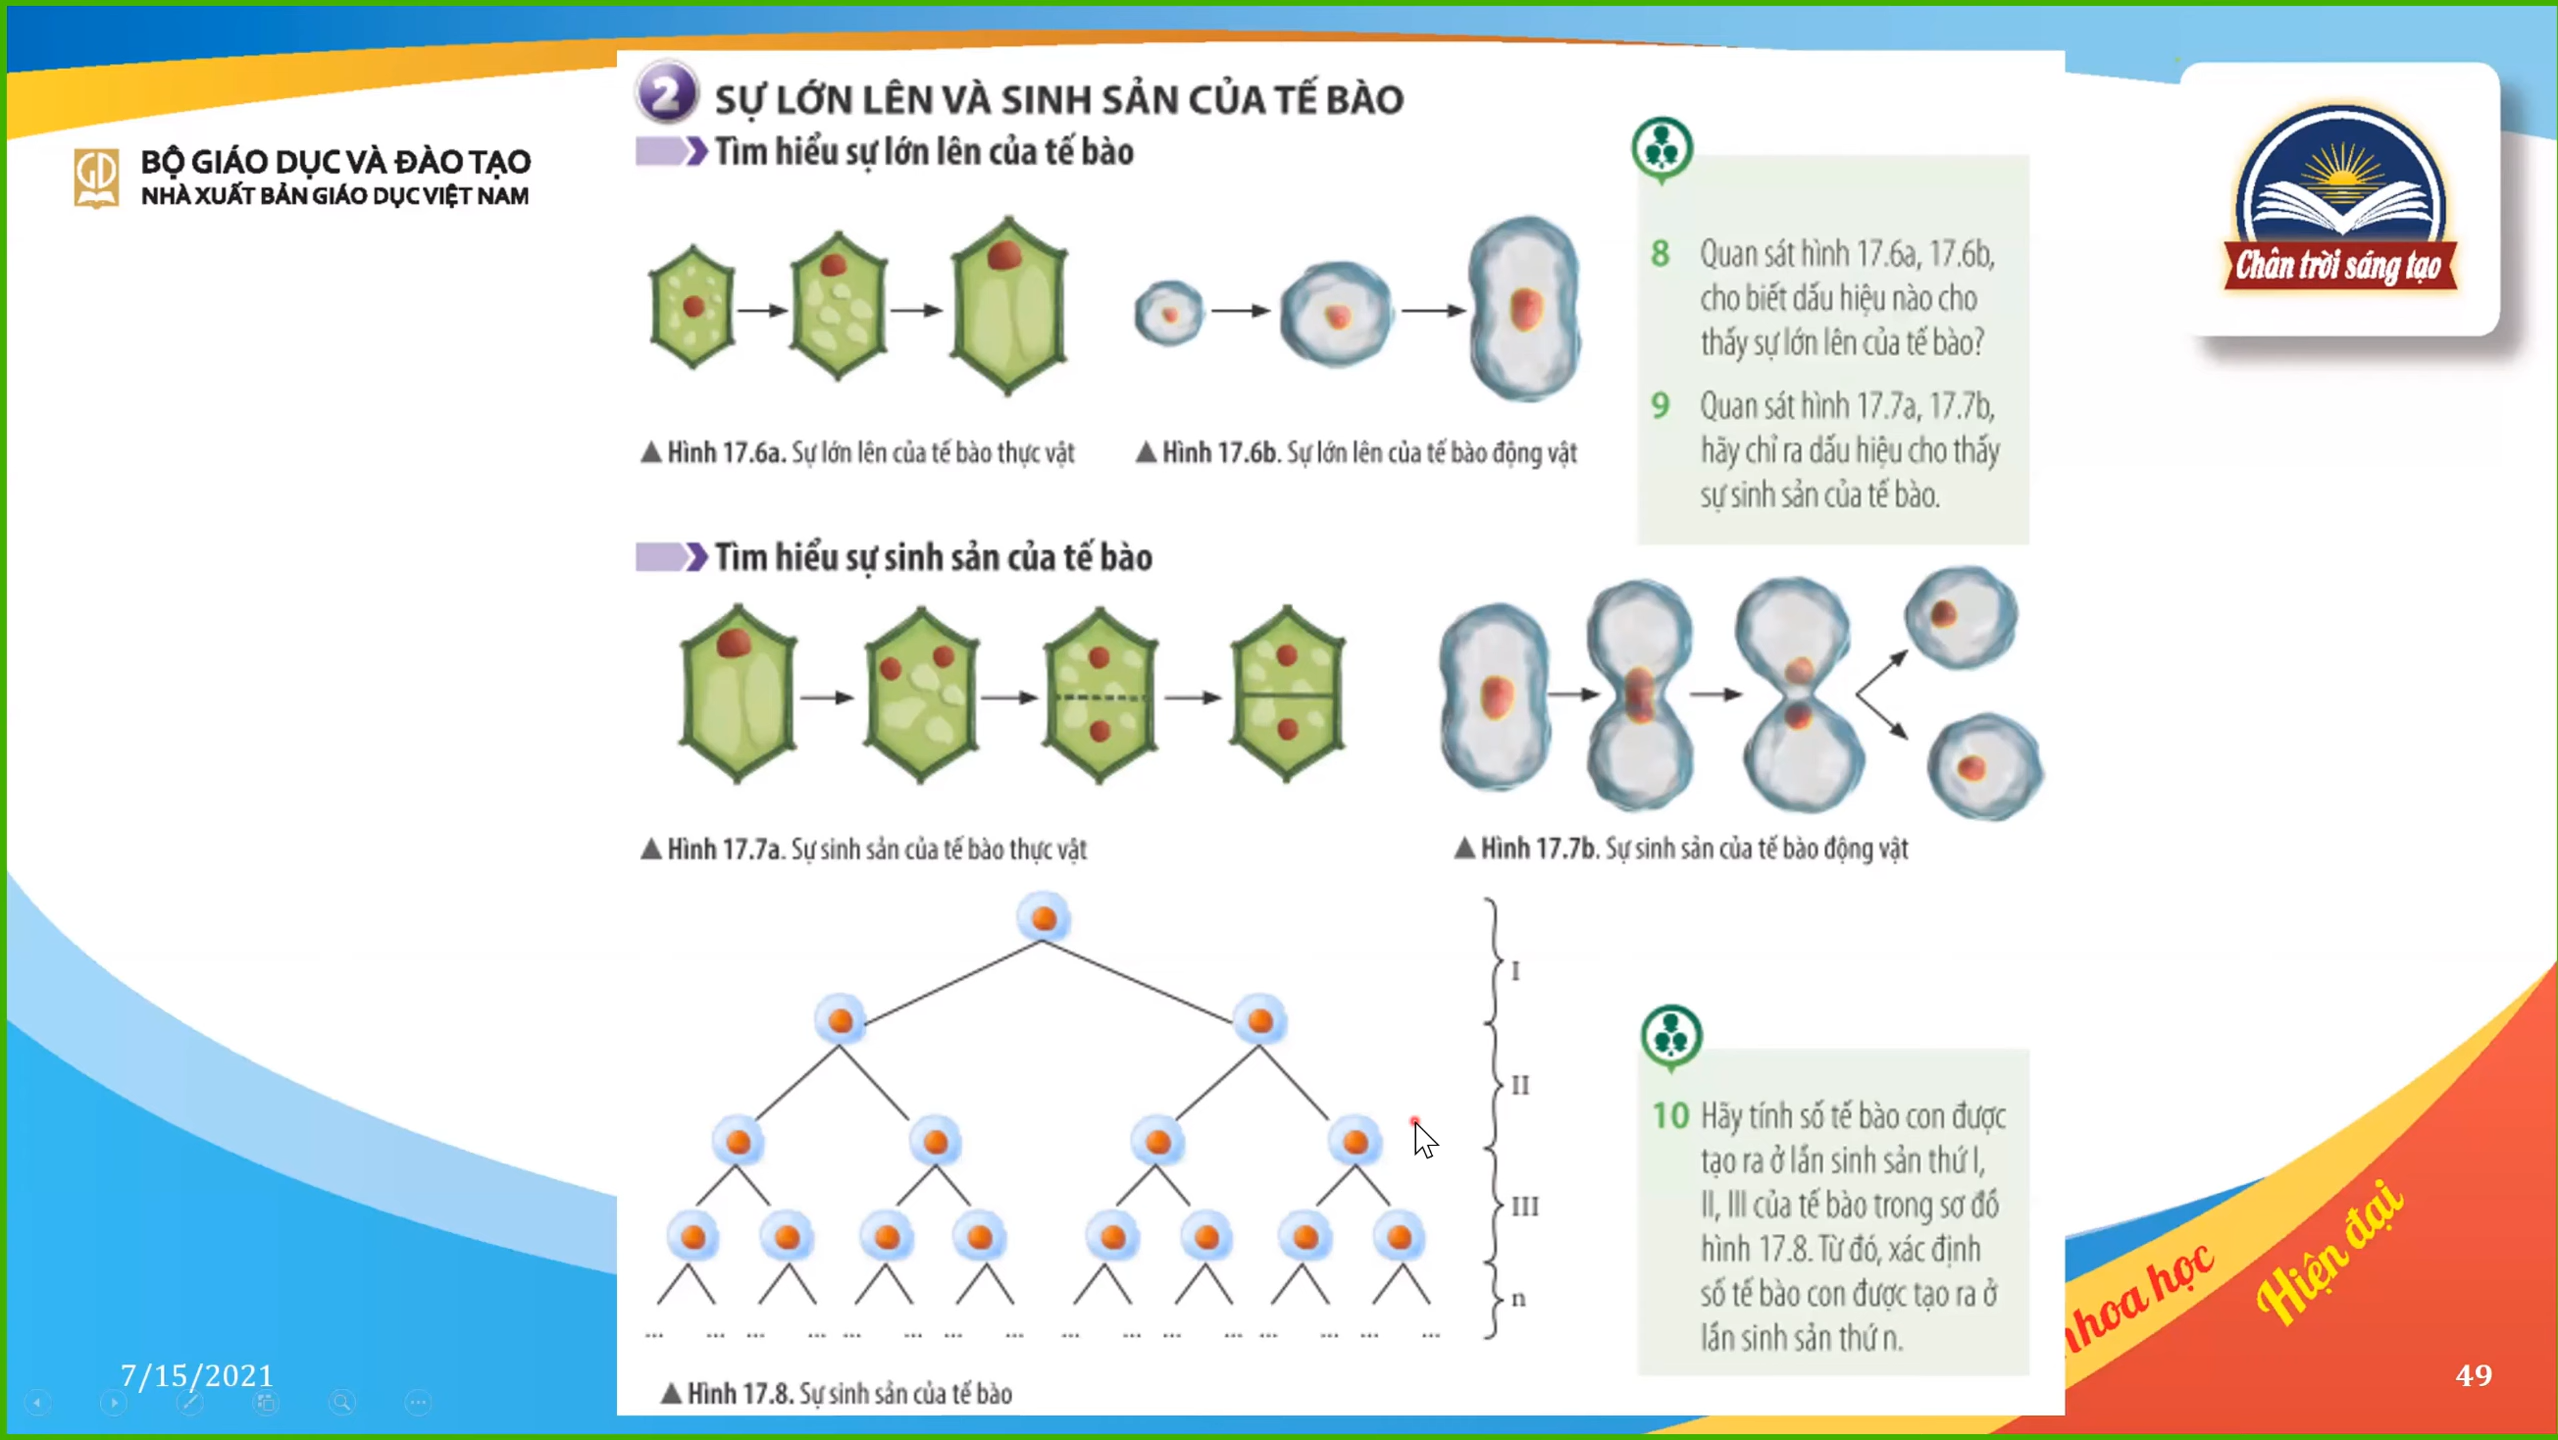 BỘ GIÁO DỤC VÀ ĐÀO TẠO
NHÀ XUẤT BẢN GIÁO DỤC VIỆT NAM
GD
2 SỰ LỚN LÊN VÀ SINH SẢN CỦA TẾ BÀO
Tìm hiểu sự lớn lên của tế bào
▲ Hình 17.6a. Sự lớn lên của tế bào thực vật
▲ Hình 17.6b. Sự lớn lên của tế bào động vật
8 Quan sát hình 17.6a, 17.6b,
cho biết dấu hiệu nào cho
thấy sự lớn lên của tế bào?
9 Quan sát hình 17.7a, 17.7b,
hãy chỉ ra dấu hiệu cho thấy
sự sinh sản của tế bào.
Chân trời sáng tạo
Tìm hiểu sự sinh sản của tế bào
▲ Hình 17.7a. Sự sinh sản của tế bào thực vật
▲ Hình 17.7b. Sự sinh sản của tế bào động vật
I
II
III
n
... ... ... ... ... ... ... ... ... ... ... ... ... ... ... ...
▲ Hình 17.8. Sự sinh sản của tế bào
10 Hãy tính số tế bào con được
tạo ra ở lần sinh sản thứ I,
II, III của tế bào trong sơ đồ
hình 17.8. Từ đó, xác định
số tế bào con được tạo ra ở
lần sinh sản thứ n.
khoa học
Hiện đại
7/15/2021
49